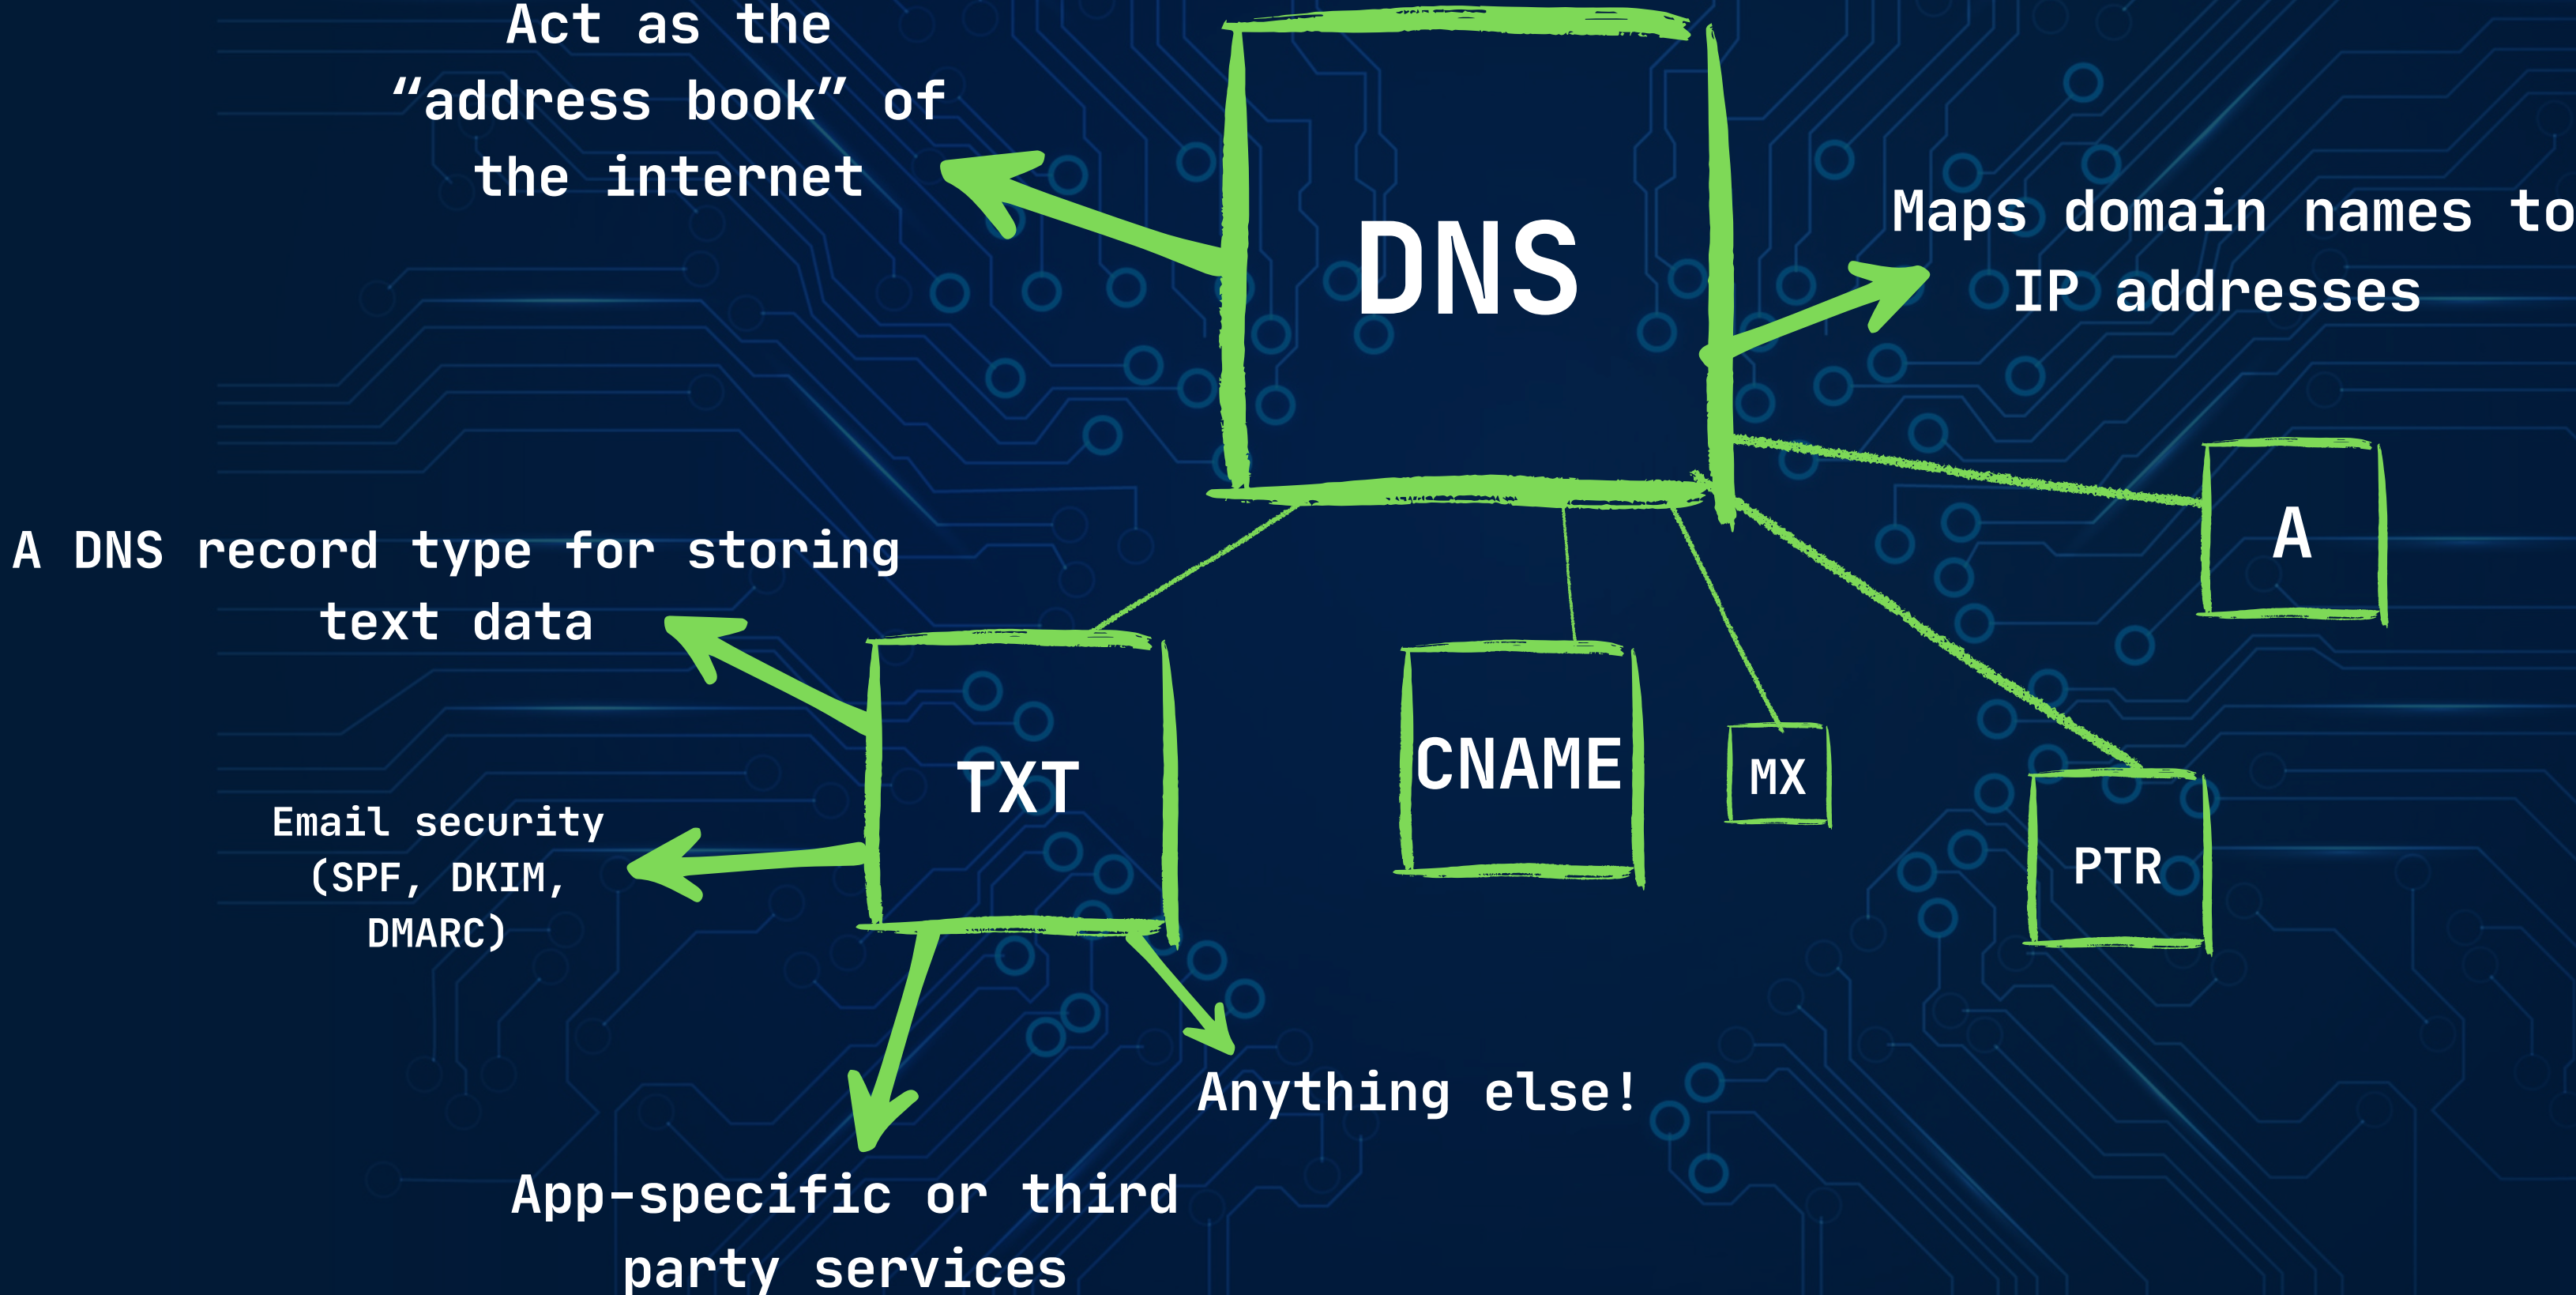 Act as the
“address book” of
the internet
DNS
Maps domain names to
IP addresses
A
A DNS record type for storing
text data
TXT
CNAME
MX
PTR
Email security
(SPF, DKIM,
DMARC)
Anything else!
App-specific or third
party services